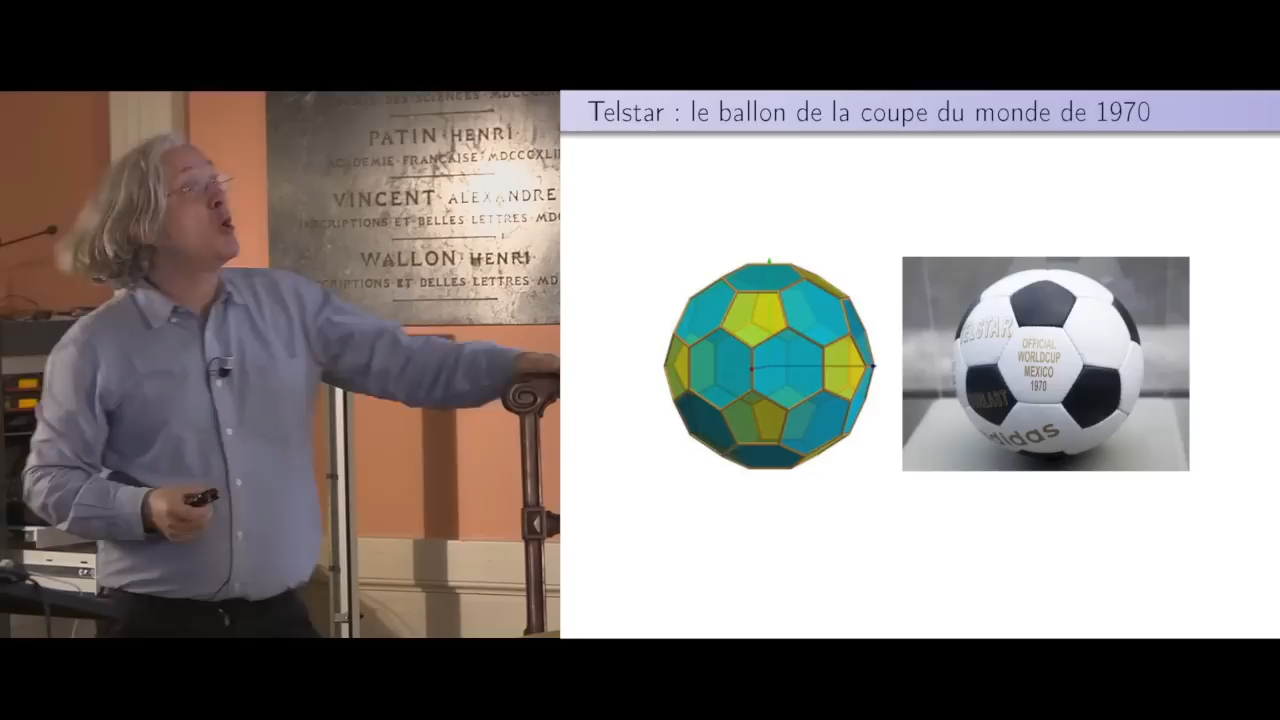 PATIN HENRI
ACADEMIE FRANÇAISE MDCCCXLII
VINCENT ALEXANDRE
INSCRIPTIONS ET BELLES LETTRES
WALLON HENRI
INSCRIPTIONS ET BELLES LETTRES
Telstar : le ballon de la coupe du monde de 1970
TELSTAR
OFFICIAL
WORLDCUP
MEXICO
1970
adidas